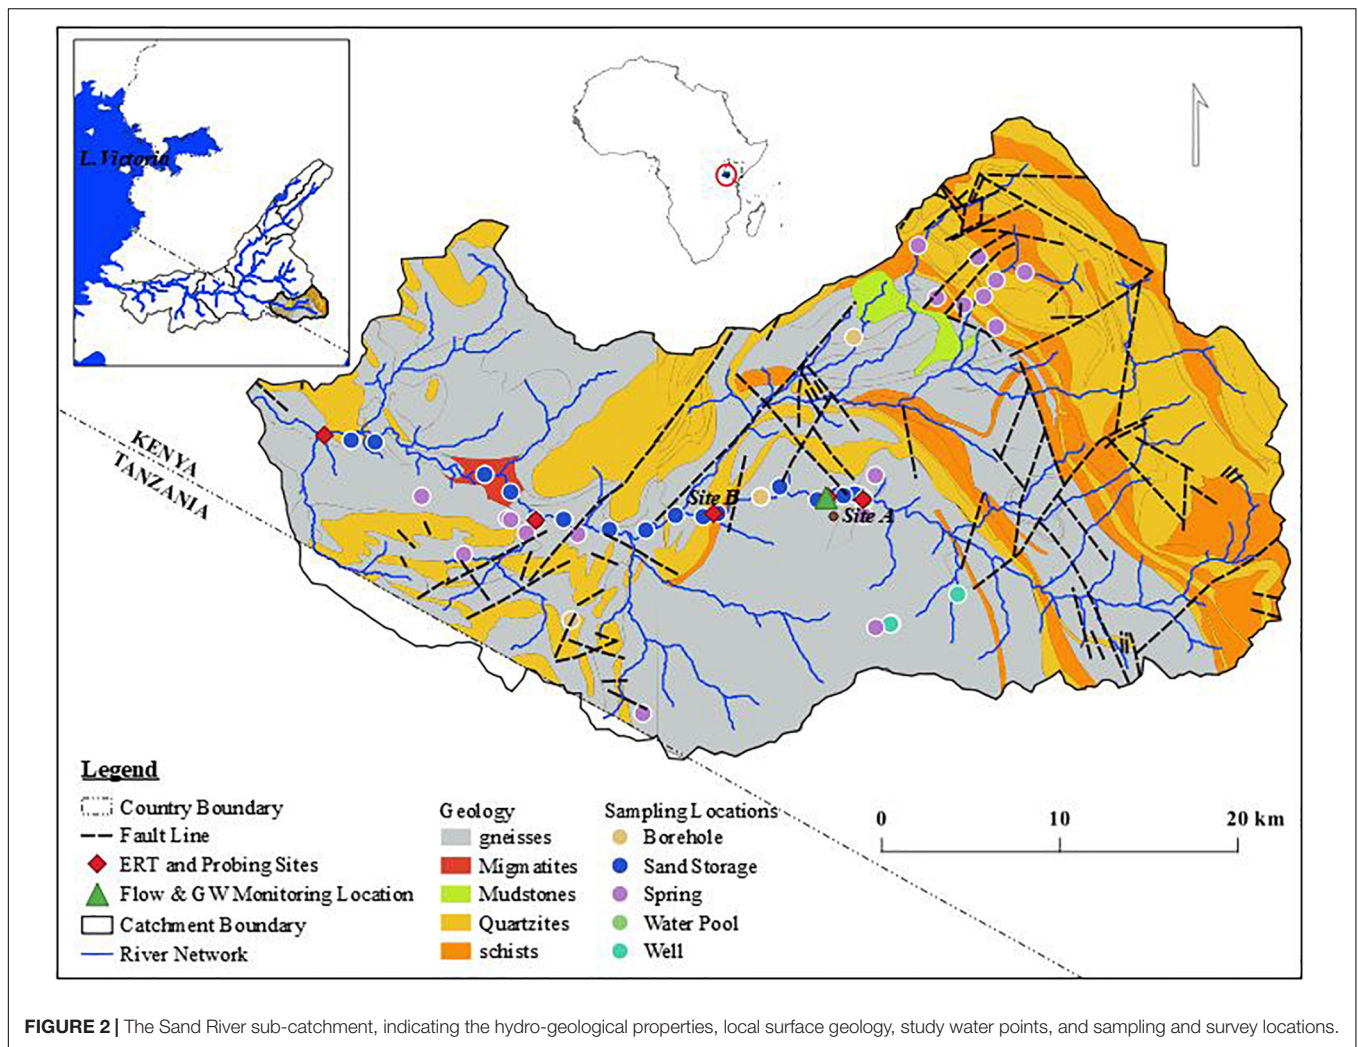 L. Victoria
KENYA
TANZANIA
Site B
Site A
Legend
Country Boundary
Fault Line
ERT and Probing Sites
Flow & GW Monitoring Location
Catchment Boundary
River Network
Geology
gneisses
Migmatites
Mudstones
Quartzites
schists
Sampling Locations
Borehole
Sand Storage
Spring
Water Pool
Well
0 10 20 km
FIGURE 2 | The Sand River sub-catchment, indicating the hydro-geological properties, local surface geology, study water points, and sampling and survey locations.